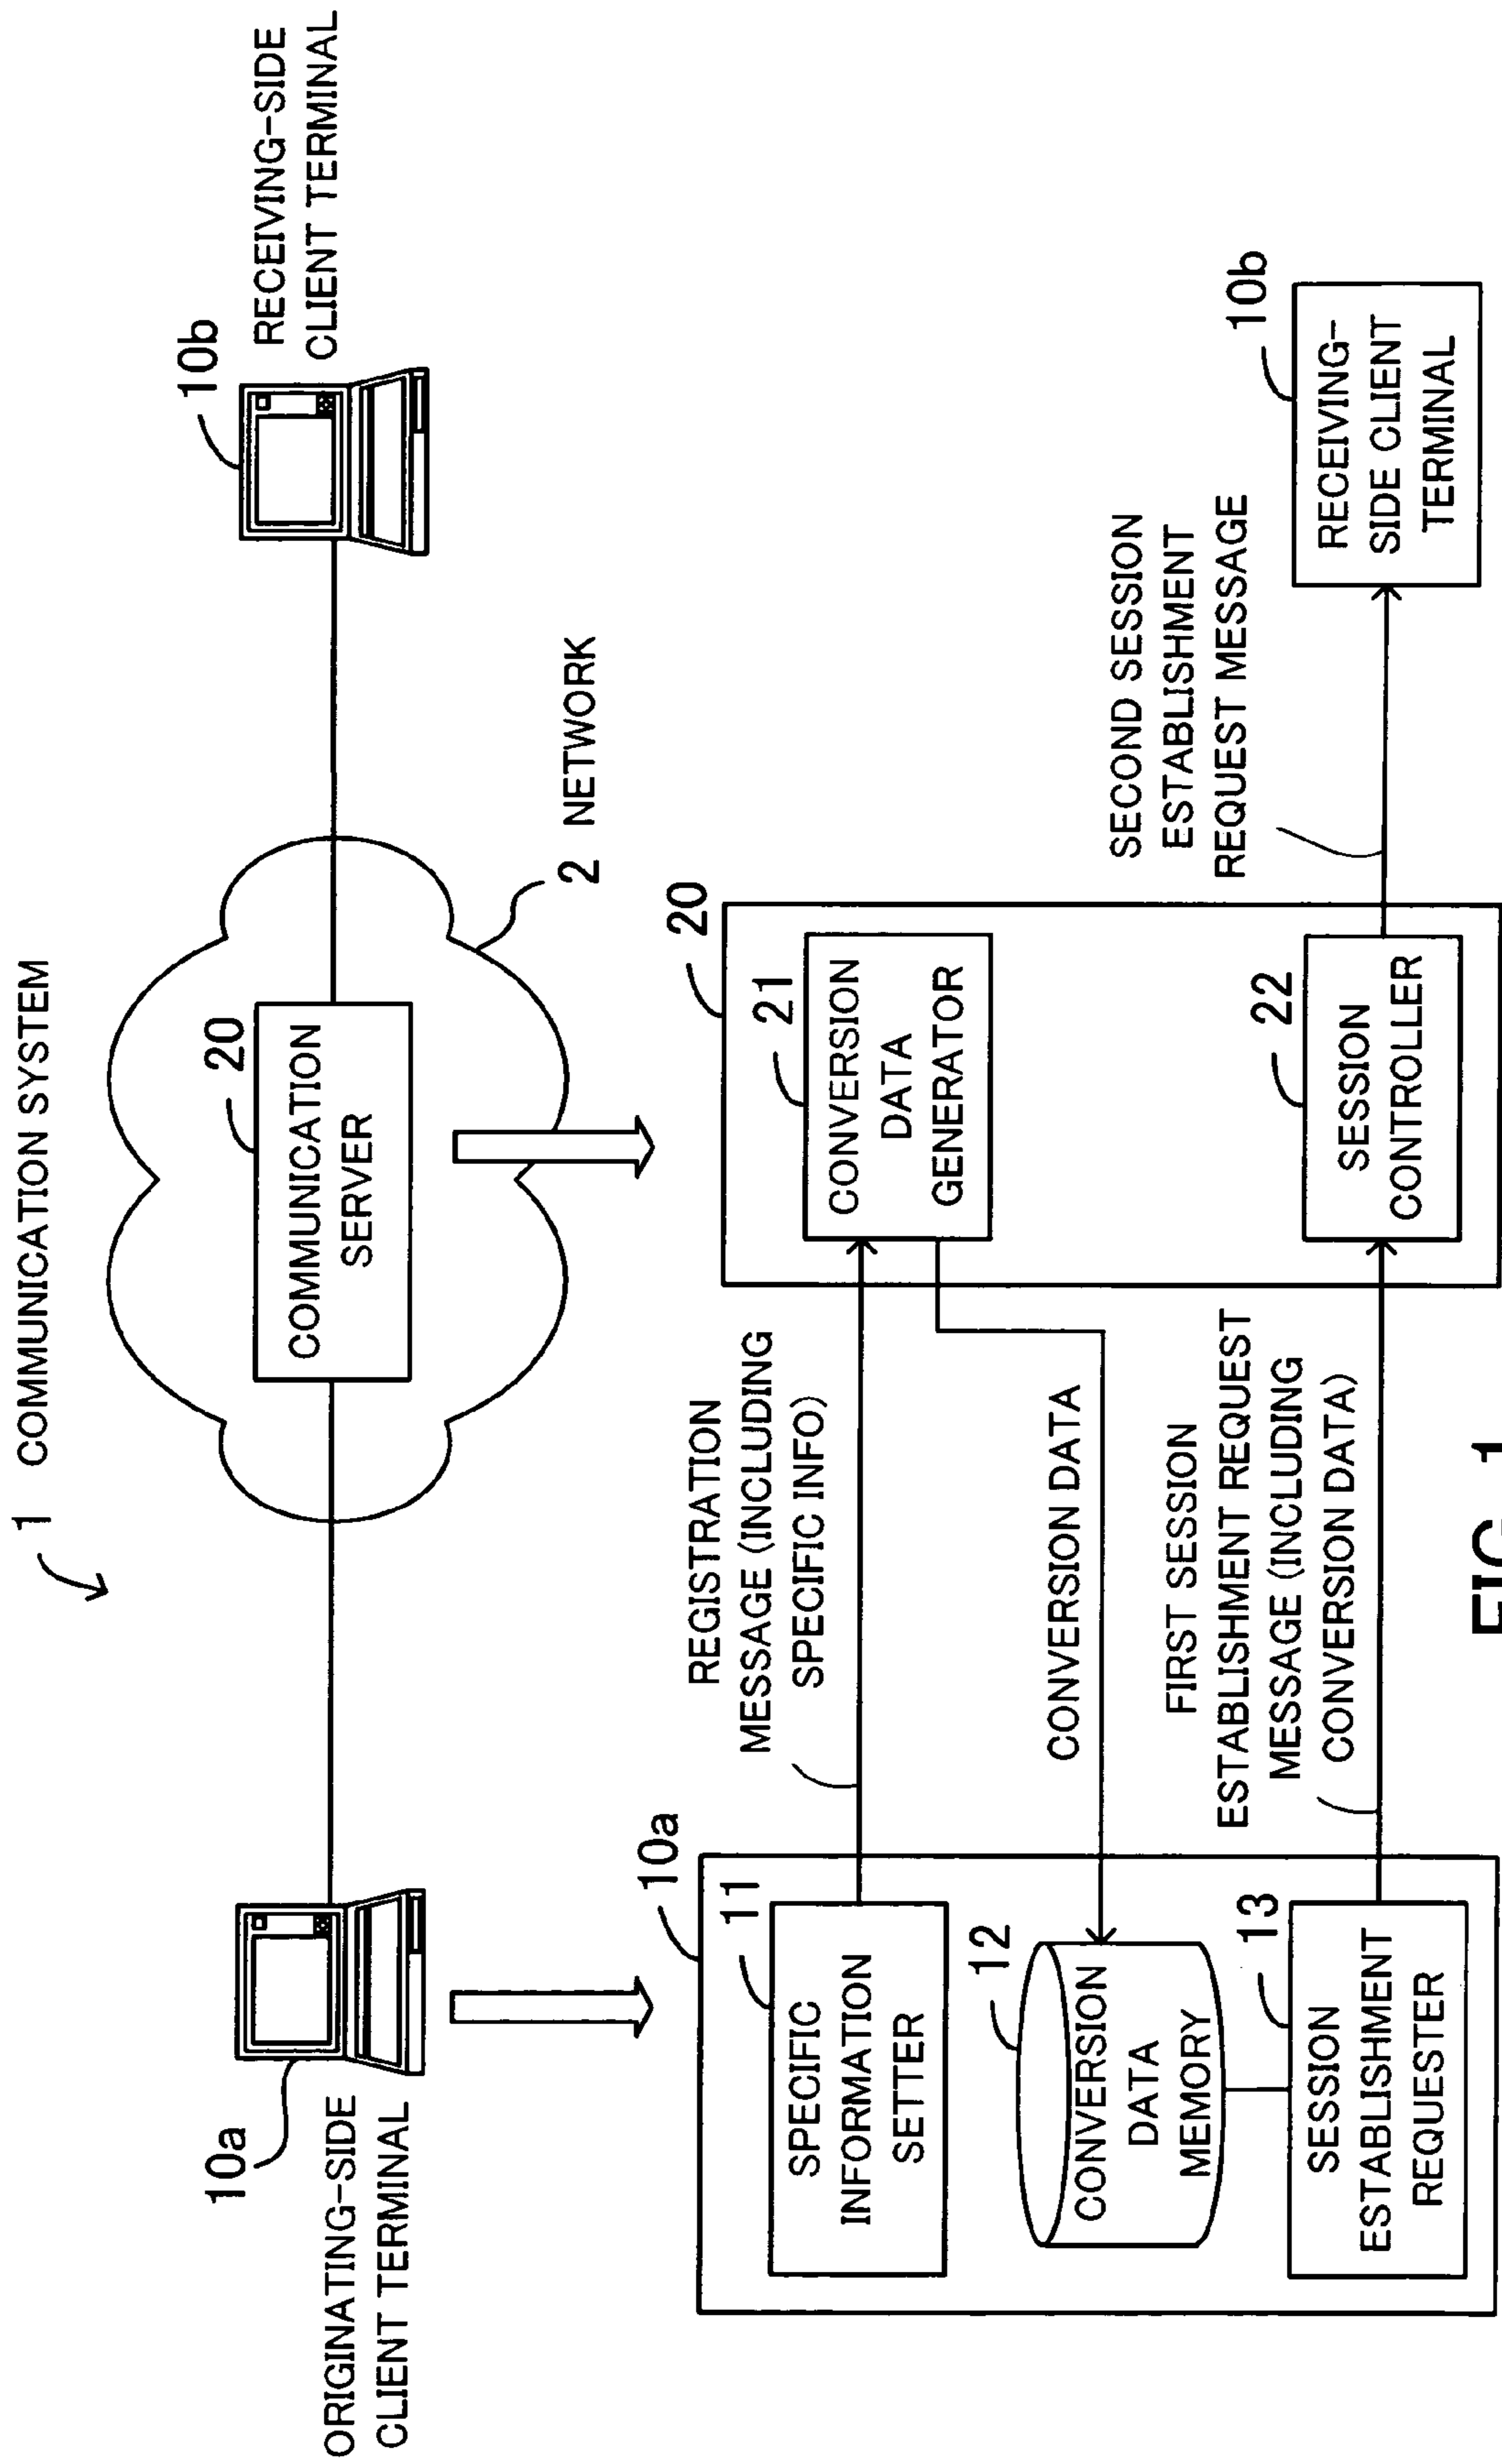 1 COMMUNICATION SYSTEM
10a
ORIGINATING-SIDE
CLIENT TERMINAL
20
COMMUNICATION
SERVER
2 NETWORK
10b
RECEIVING-SIDE
CLIENT TERMINAL
10a
11
SPECIFIC
INFORMATION
SETTER
12
CONVERSION
DATA
MEMORY
13
SESSION
ESTABLISHMENT
REQUESTER
REGISTRATION
MESSAGE (INCLUDING
SPECIFIC INFO)
CONVERSION DATA
FIRST SESSION
ESTABLISHMENT REQUEST
MESSAGE (INCLUDING
CONVERSION DATA)
20
21
CONVERSION
DATA
GENERATOR
22
SESSION
CONTROLLER
SECOND SESSION
ESTABLISHMENT
REQUEST MESSAGE
10b
RECEIVING-
SIDE CLIENT
TERMINAL
FIG. 1